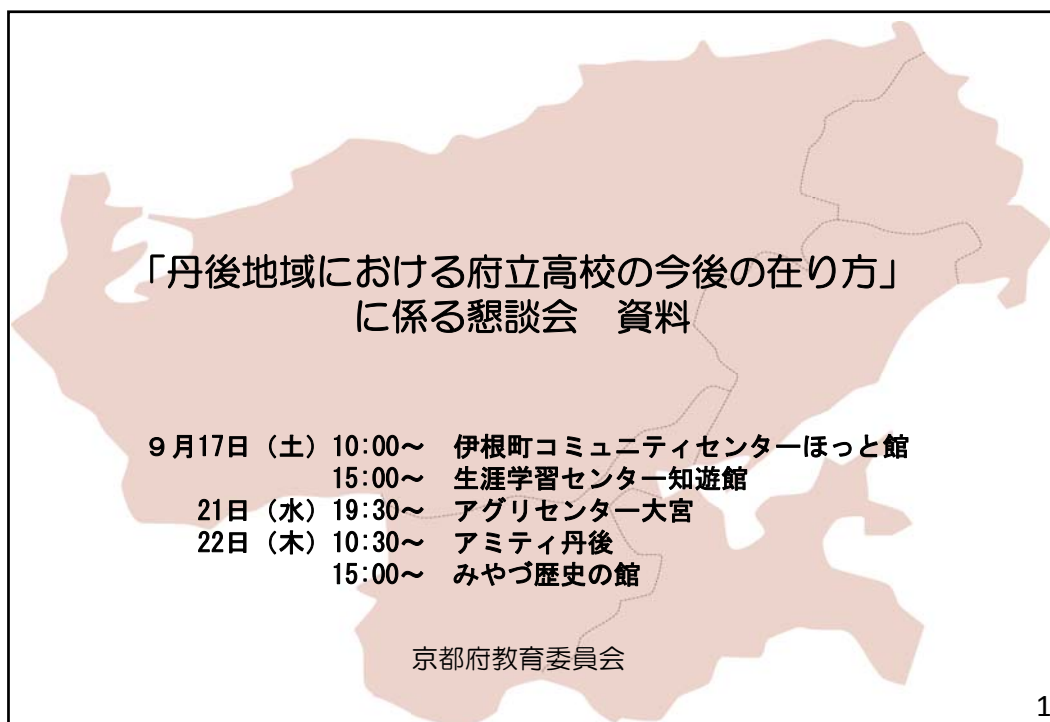 「丹後地域における府立高校の今後の在り方」
に係る懇談会　資料
９月17日（土）10:00～　伊根町コミュニティセンターほっと館
15:00～　生涯学習センター知遊館
21日（水）19:30～　アグリセンター大宮
22日（木）10:30～　アミティ丹後
15:00～　みやづ歴史の館
京都府教育委員会
1